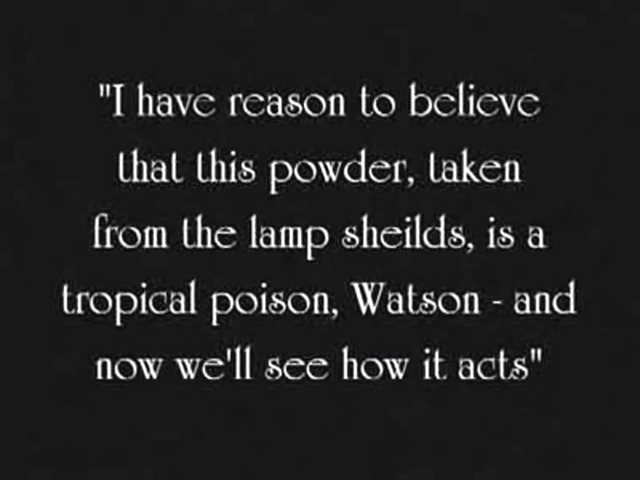 "I have reason to believe
that this powder, taken
from the lamp sheilds, is a
tropical poison, Watson - and
now we'll see how it acts"